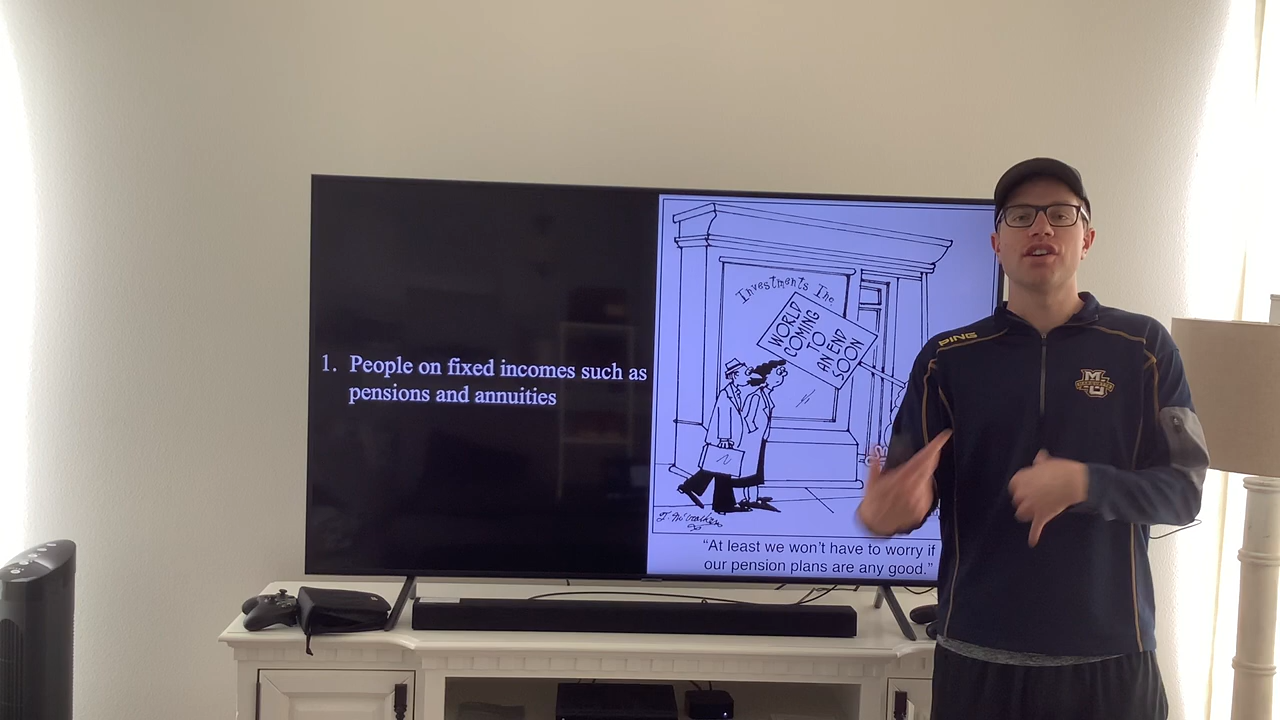 1. People on fixed incomes such as
pensions and annuities
Investments Inc.
WORLD
COMING
TO
AN END
SOON
"At least we won't have to worry if
our pension plans are any good."
PING
MU